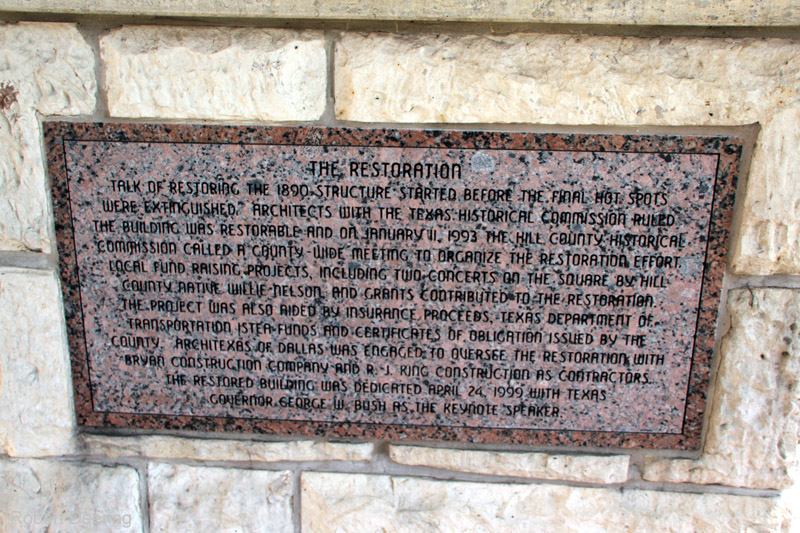 THE RESTORATION
TALK OF RESTORING THE 1890 STRUCTURE STARTED BEFORE THE FINAL HOT SPOTS
WERE EXTINGUISHED. ARCHITECTS WITH THE TEXAS HISTORICAL COMMISSION RULED
THE BUILDING WAS RESTORABLE AND ON JANUARY 11, 1993 THE HILL COUNTY HISTORICAL
COMMISSION CALLED A COUNTY-WIDE MEETING TO ORGANIZE THE RESTORATION EFFORT.
LOCAL FUND RAISING PROJECTS, INCLUDING TWO CONCERTS ON THE SQUARE BY HILL
COUNTY NATIVE WILLIE NELSON, AND GRANTS CONTRIBUTED TO THE RESTORATION.
THE PROJECT WAS ALSO AIDED BY INSURANCE PROCEEDS, TEXAS DEPARTMENT OF
TRANSPORTATION ISTEA FUNDS AND CERTIFICATES OF OBLIGATION ISSUED BY THE
COUNTY. ARCHITEXAS OF DALLAS WAS ENGAGED TO OVERSEE THE RESTORATION WITH
BRYAN CONSTRUCTION COMPANY AND R. J. KING CONSTRUCTION AS CONTRACTORS.
THE RESTORED BUILDING WAS DEDICATED APRIL 24, 1999 WITH TEXAS
GOVERNOR GEORGE W. BUSH AS THE KEYNOTE SPEAKER.